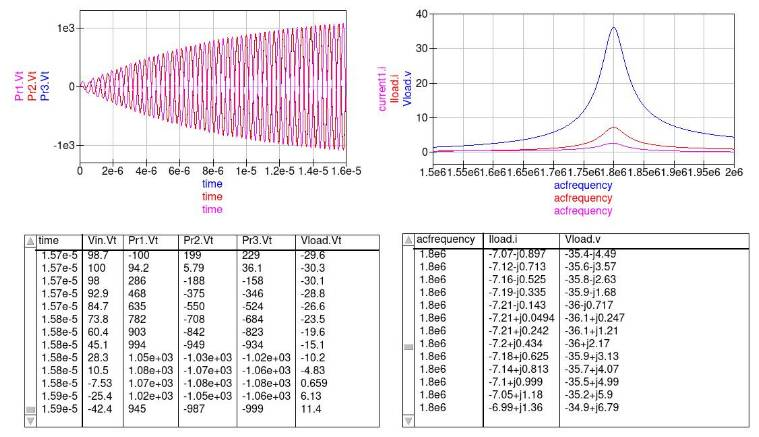 1e3
0
-1e3
Pr1.Vt
Pr2.Vt
Pr3.Vt
0 2e-6 4e-6 6e-6 8e-6 1e-5 1.2e-5 1.4e-5 1.6e-5
time
time
time
40
30
20
10
0
current1.i
Iload.i
Vload.v
1.5e6 1.55e6 1.6e6 1.65e6 1.7e6 1.75e6 1.8e6 1.85e6 1.9e6 1.95e6 2e6
acfrequency
acfrequency
acfrequency
time Vin.Vt Pr1.Vt Pr2.Vt Pr3.Vt Vload.Vt
1.57e-5 98.7 -100 199 229 -29.6
1.57e-5 100 94.2 5.79 36.1 -30.3
1.57e-5 98 286 -188 -158 -30.1
1.57e-5 92.9 468 -375 -346 -28.8
1.57e-5 84.7 635 -550 -524 -26.6
1.58e-5 73.8 782 -708 -684 -23.5
1.58e-5 60.4 903 -842 -823 -19.6
1.58e-5 45.1 994 -949 -934 -15.1
1.58e-5 28.3 1.05e+03 -1.03e+03 -1.02e+03 -10.2
1.58e-5 10.5 1.08e+03 -1.07e+03 -1.06e+03 -4.83
1.58e-5 -7.53 1.07e+03 -1.08e+03 -1.08e+03 0.659
1.59e-5 -25.4 1.02e+03 -1.05e+03 -1.06e+03 6.13
1.59e-5 -42.4 945 -987 -999 11.4
acfrequency Iload.i Vload.v
1.8e6 -7.07-j0.897 -35.4-j4.49
1.8e6 -7.12-j0.713 -35.6-j3.57
1.8e6 -7.16-j0.525 -35.8-j2.63
1.8e6 -7.19-j0.335 -35.9-j1.68
1.8e6 -7.21-j0.143 -36-j0.717
1.8e6 -7.21+j0.0494 -36.1+j0.247
1.8e6 -7.21+j0.242 -36.1+j1.21
1.8e6 -7.2+j0.434 -36+j2.17
1.8e6 -7.18+j0.625 -35.9+j3.13
1.8e6 -7.14+j0.813 -35.7+j4.07
1.8e6 -7.1+j0.999 -35.5+j4.99
1.8e6 -7.05+j1.18 -35.2+j5.9
1.8e6 -6.99+j1.36 -34.9+j6.79